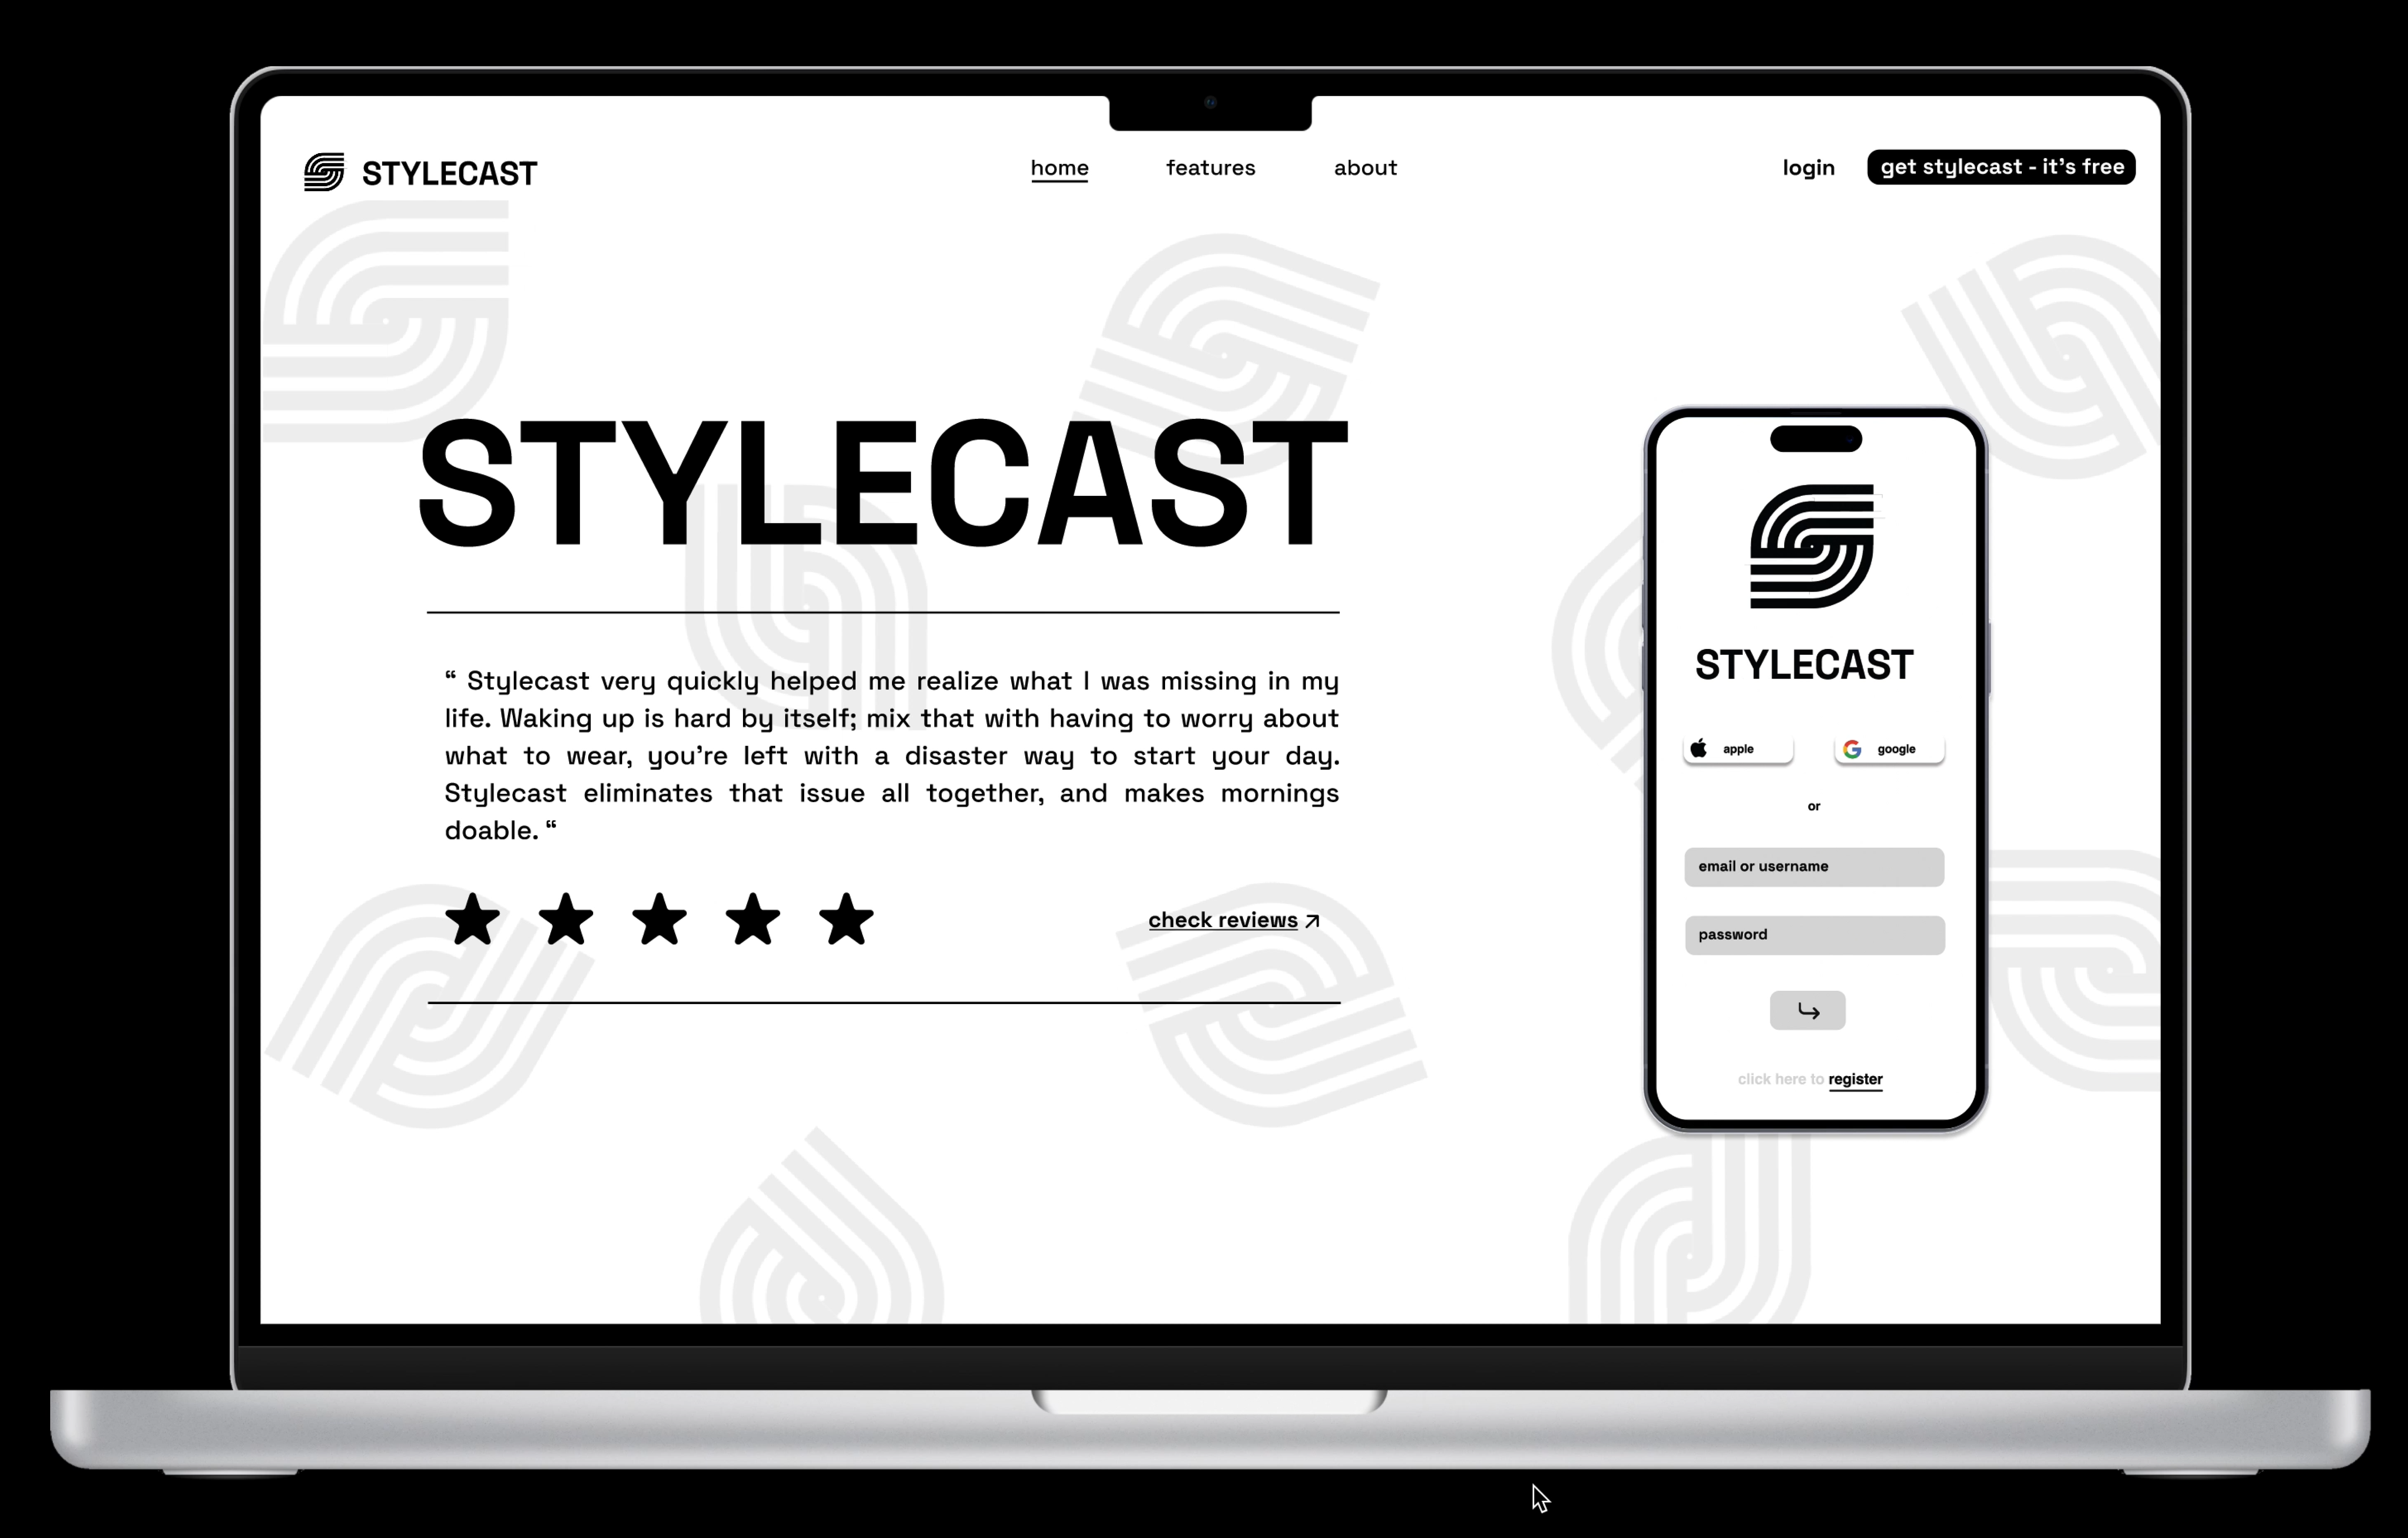 STYLECAST
home
features
about
login
get stylecast - it’s free
STYLECAST
“ Stylecast very quickly helped me realize what I was missing in my
life. Waking up is hard by itself; mix that with having to worry about
what to wear, you’re left with a disaster way to start your day.
Stylecast eliminates that issue all together, and makes mornings
doable. “
check reviews
STYLECAST
apple
google
or
email or username
password
click here to register